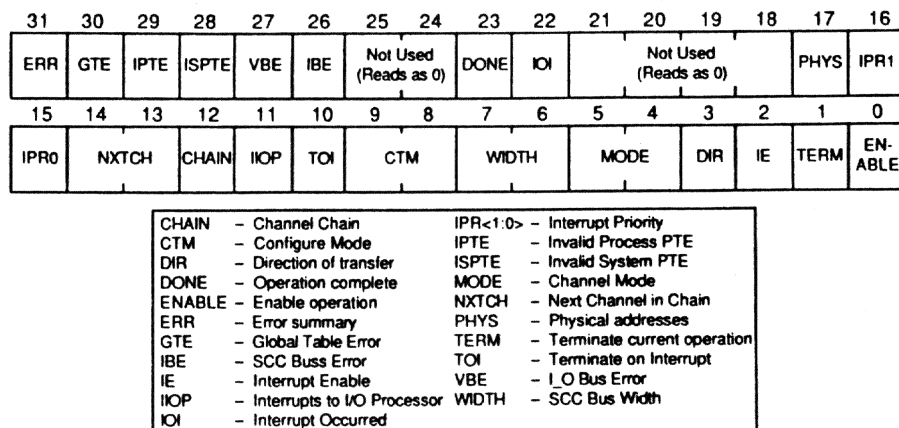 31 30 29 28 27 26 25 24 23 22 21 20 19 18 17 16
ERR GTE IPTE ISPTE VBE IBE Not Used (Reads as 0) DONE IOI Not Used (Reads as 0) PHYS IPR1
15 14 13 12 11 10 9 8 7 6 5 4 3 2 1 0
IPR0 NXTCH CHAIN IIOP TOI CTM WIDTH MODE DIR IE TERM EN-ABLE
CHAIN – Channel Chain IPR<1:0> – Interrupt Priority
CTM – Configure Mode IPTE – Invalid Process PTE
DIR – Direction of transfer ISPTE – Invalid System PTE
DONE – Operation complete MODE – Channel Mode
ENABLE – Enable operation NXTCH – Next Channel in Chain
ERR – Error summary PHYS – Physical addresses
GTE – Global Table Error TERM – Terminate current operation
IBE – SCC Buss Error TOI – Terminate on Interrupt
IE – Interrupt Enable VBE – I_O Bus Error
IIOP – Interrupts to I/O Processor WIDTH – SCC Bus Width
IOI – Interrupt Occurred